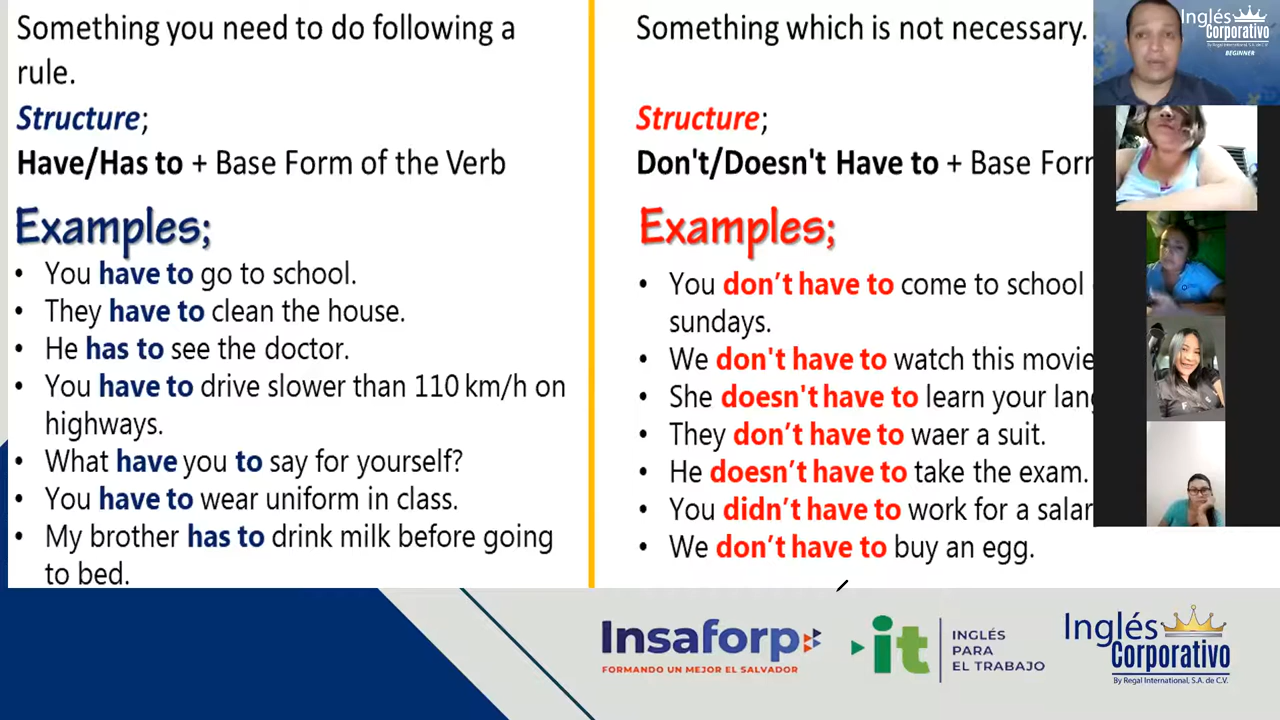 Something you need to do following a
rule.
Structure;
Have/Has to + Base Form of the Verb
Examples;
• You have to go to school.
• They have to clean the house.
• He has to see the doctor.
• You have to drive slower than 110 km/h on
highways.
• What have you to say for yourself?
• You have to wear uniform in class.
• My brother has to drink milk before going
to bed.
Something which is not necessary.
Structure;
Don't/Doesn't Have to + Base For
Examples;
• You don't have to come to school
sundays.
• We don't have to watch this movie
• She doesn't have to learn your lan
• They don't have to waer a suit.
• He doesn't have to take the exam.
• You didn't have to work for a salar
• We don't have to buy an egg.
Inglés
Corporativo
By Regal International, S.A. de C.V.
BEGINNER
Insaforp
FORMANDO UN MEJOR EL SALVADOR
it
INGLÉS
PARA
EL TRABAJO
Inglés
Corporativo
By Regal International, S.A. de C.V.